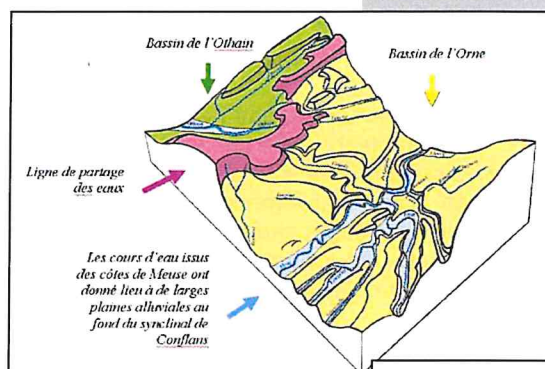 Bassin de l'Othain
Bassin de l'Orne
Ligne de partage
des eaux
Les cours d'eau issus
des côtes de Meuse ont
donné lieu à de larges
plaines alluviales au
fond du synclinal de
Conflans